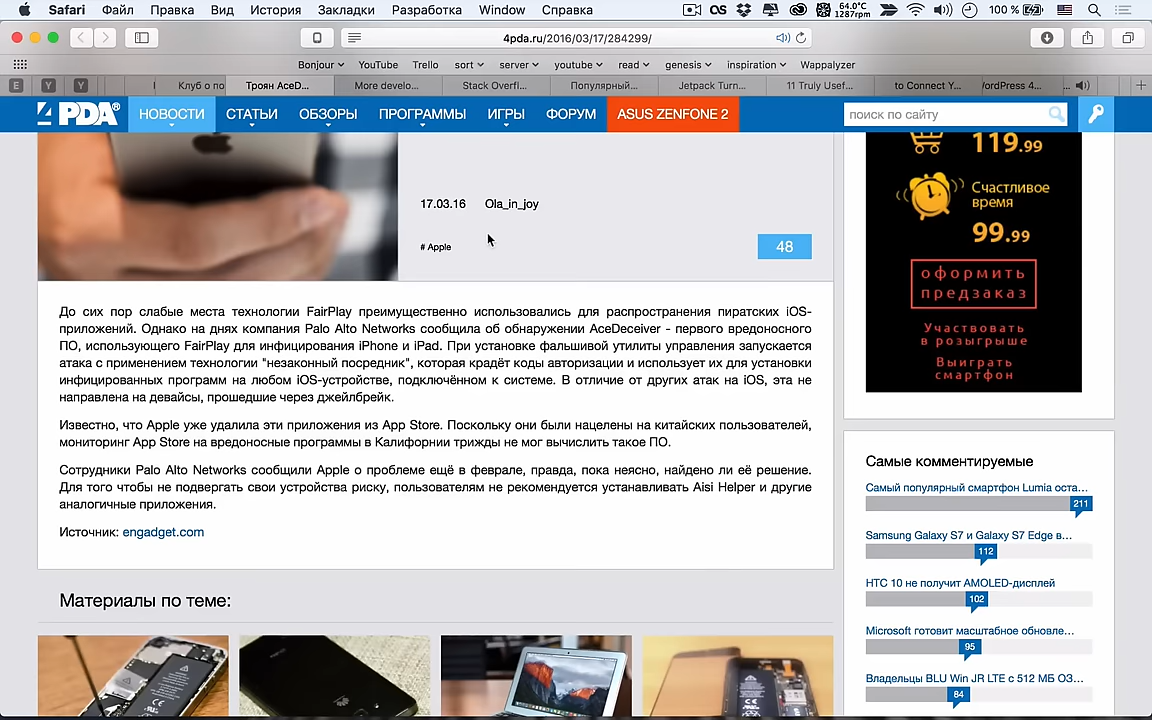 Safari Файл Правка Вид История Закладки Разработка Window Справка
64.0°C
1287rpm
100 %
4pda.ru/2016/03/17/284299/
Bonjour YouTube Trello sort server youtube read genesis inspiration Wappalyzer
E Y Y Клуб о по Троян AceD... More develo... Stack Overfl... Популярный... Jetpack Turn... 11 Truly Usef... to Connect Y... /ordPress 4... ...
4PDA НОВОСТИ СТАТЬИ ОБЗОРЫ ПРОГРАММЫ ИГРЫ ФОРУМ ASUS ZENFONE 2 поиск по сайту
17.03.16 Ola_in_joy
# Apple
48
До сих пор слабые места технологии FairPlay преимущественно использовались для распространения пиратских iOS-
приложений. Однако на днях компания Palo Alto Networks сообщила об обнаружении AceDeceiver - первого вредоносного
ПО, использующего FairPlay для инфицирования iPhone и iPad. При установке фальшивой утилиты управления запускается
атака с применением технологии "незаконный посредник", которая крадёт коды авторизации и использует их для установки
инфицированных программ на любом iOS-устройстве, подключённом к системе. В отличие от других атак на iOS, эта не
направлена на девайсы, прошедшие через джейлбрейк.
Известно, что Apple уже удалила эти приложения из App Store. Поскольку они были нацелены на китайских пользователей,
мониторинг App Store на вредоносные программы в Калифорнии трижды не мог вычислить такое ПО.
Сотрудники Palo Alto Networks сообщили Apple о проблеме ещё в феврале, правда, пока неясно, найдено ли её решение.
Для того чтобы не подвергать свои устройства риску, пользователям не рекомендуется устанавливать Aisi Helper и другие
аналогичные приложения.
Источник: engadget.com
Материалы по теме:
119.99
Счастливое
время
99.99
оформить
предзаказ
Участвовать
в розыгрыше
Выиграть
смартфон
Самые комментируемые
Самый популярный смартфон Lumia оста...
211
Samsung Galaxy S7 и Galaxy S7 Edge в...
112
HTC 10 не получит AMOLED-дисплей
102
Microsoft готовит масштабное обновле...
95
Владельцы BLU Win JR LTE с 512 МБ ОЗ...
84